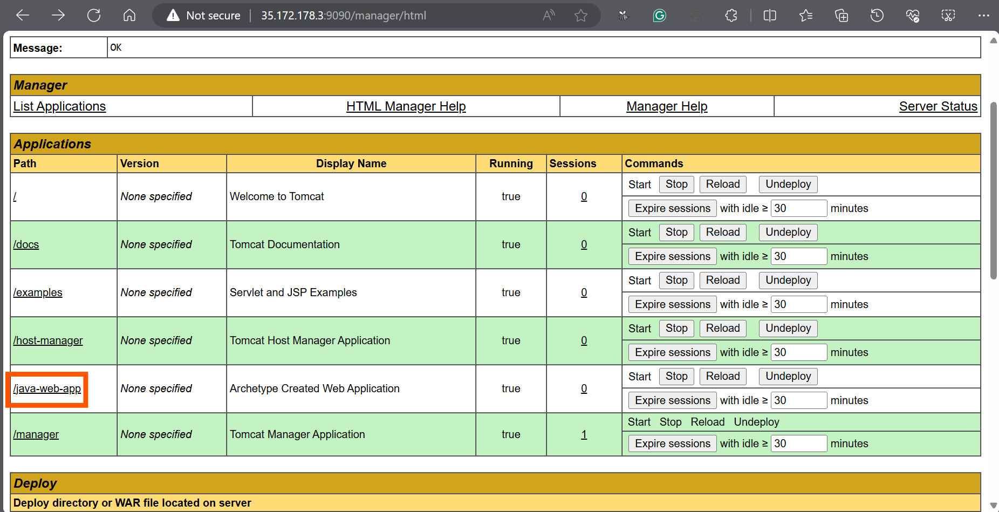 Not secure 35.172.178.3:9090/manager/html
Message: OK
Manager
List Applications HTML Manager Help Manager Help Server Status
Applications
Path Version Display Name Running Sessions Commands
/ None specified Welcome to Tomcat true 0 Start Stop Reload Undeploy
Expire sessions with idle ≥ 30 minutes
/docs None specified Tomcat Documentation true 0 Start Stop Reload Undeploy
Expire sessions with idle ≥ 30 minutes
/examples None specified Servlet and JSP Examples true 0 Start Stop Reload Undeploy
Expire sessions with idle ≥ 30 minutes
/host-manager None specified Tomcat Host Manager Application true 0 Start Stop Reload Undeploy
Expire sessions with idle ≥ 30 minutes
/java-web-app None specified Archetype Created Web Application true 0 Start Stop Reload Undeploy
Expire sessions with idle ≥ 30 minutes
/manager None specified Tomcat Manager Application true 1 Start Stop Reload Undeploy
Expire sessions with idle ≥ 30 minutes
Deploy
Deploy directory or WAR file located on server